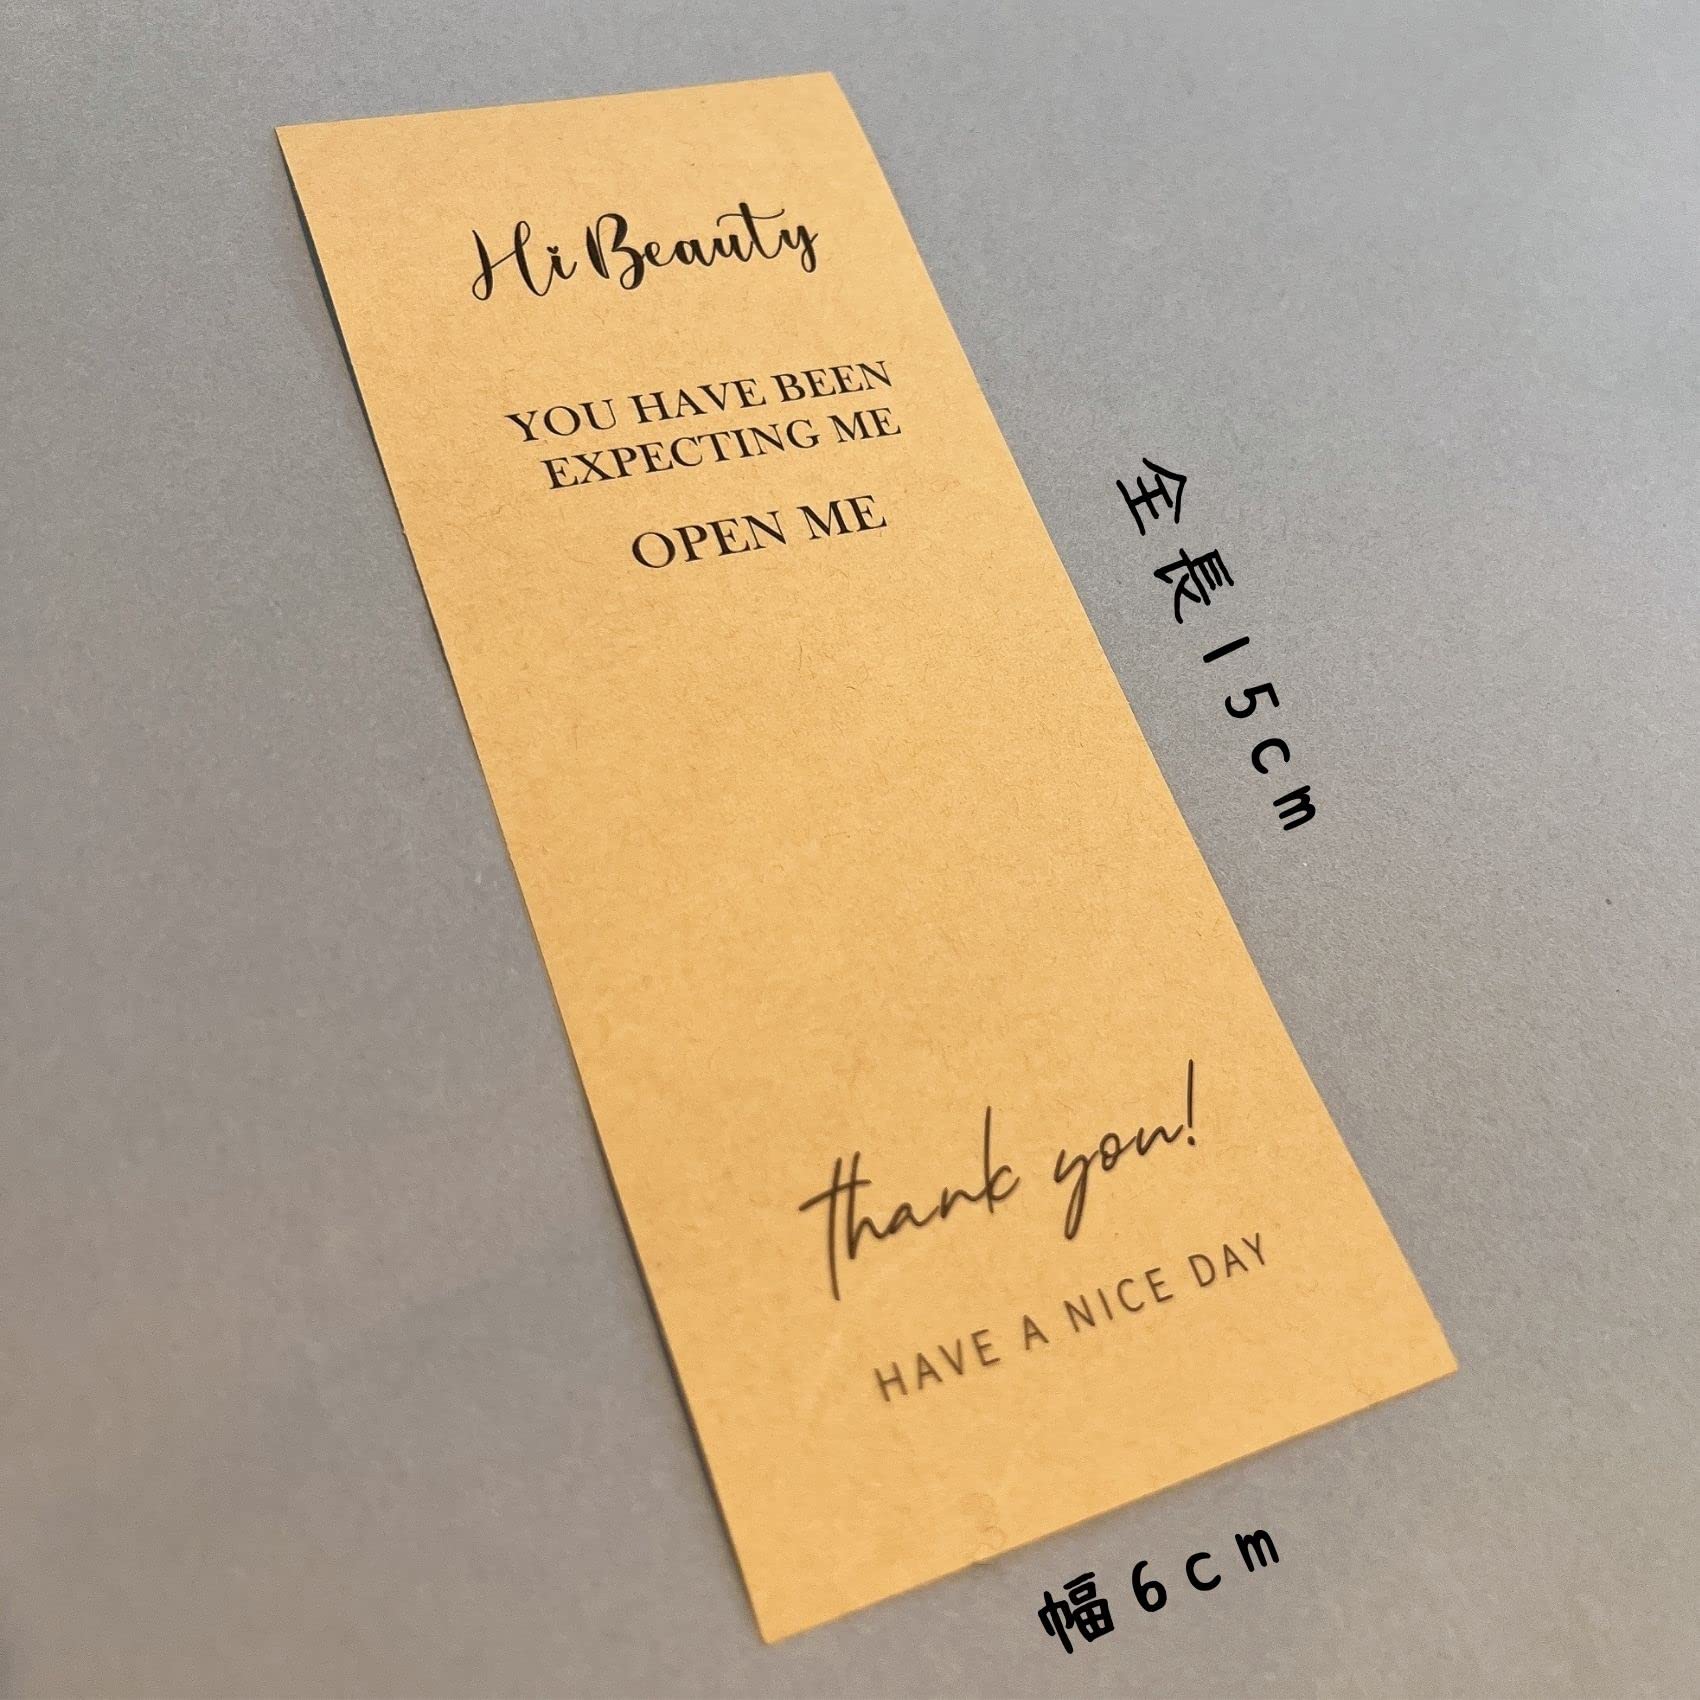 Hi Beauty
YOU HAVE BEEN
EXPECTING ME
OPEN ME
thank you!
HAVE A NICE DAY
全長15cm
幅6cm